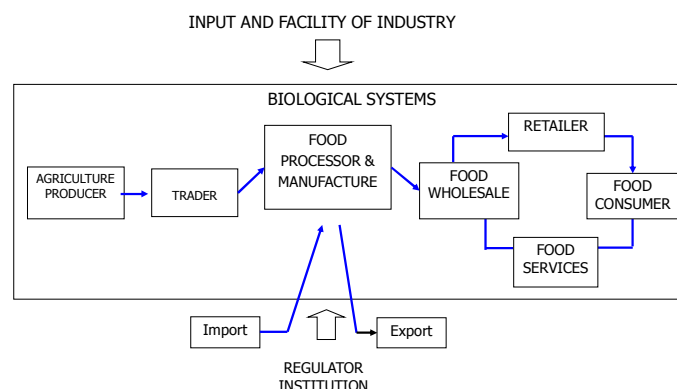 INPUT AND FACILITY OF INDUSTRY
BIOLOGICAL SYSTEMS
AGRICULTURE
PRODUCER
TRADER
FOOD
PROCESSOR &
MANUFACTURE
FOOD
WHOLESALE
RETAILER
FOOD
CONSUMER
FOOD
SERVICES
Import
Export
REGULATOR
INSTITUTION